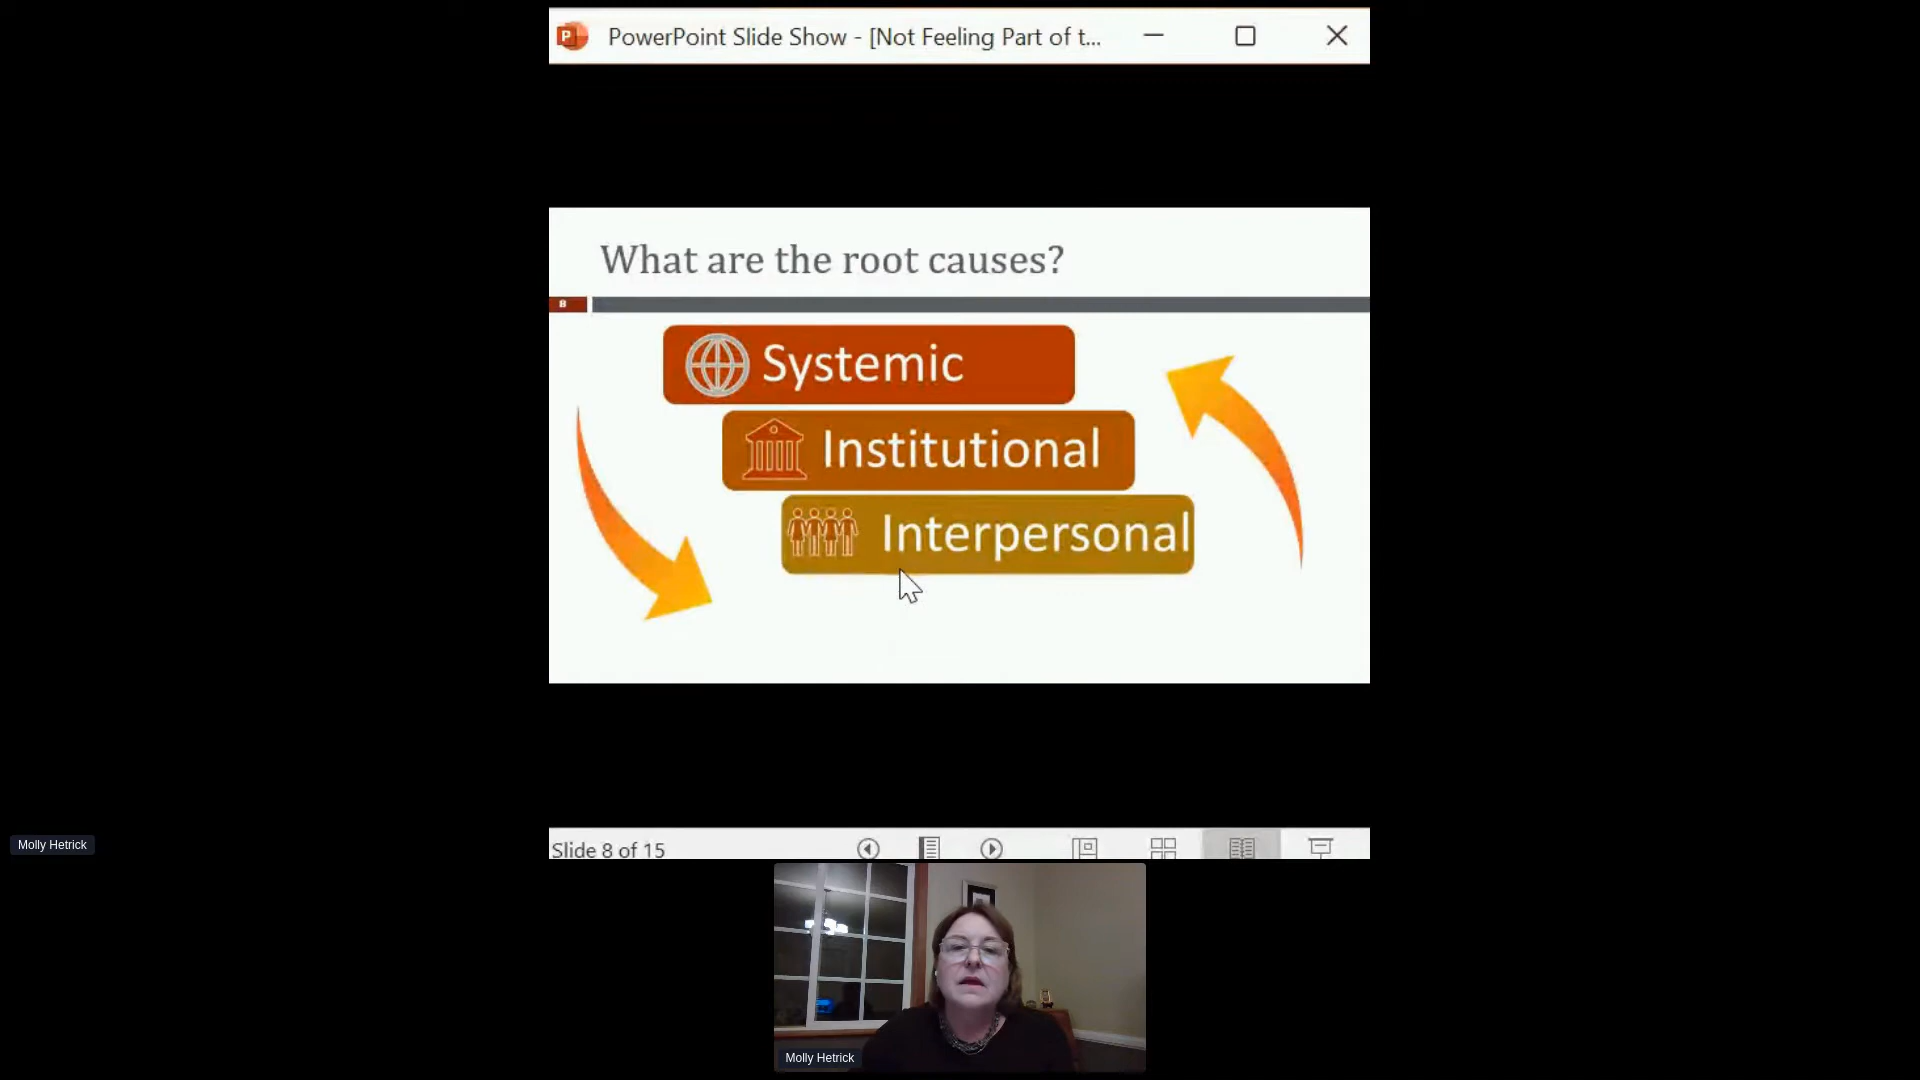 PowerPoint Slide Show - [Not Feeling Part of t...
What are the root causes?
8
Systemic
Institutional
Interpersonal
Molly Hetrick
Slide 8 of 15
Molly Hetrick